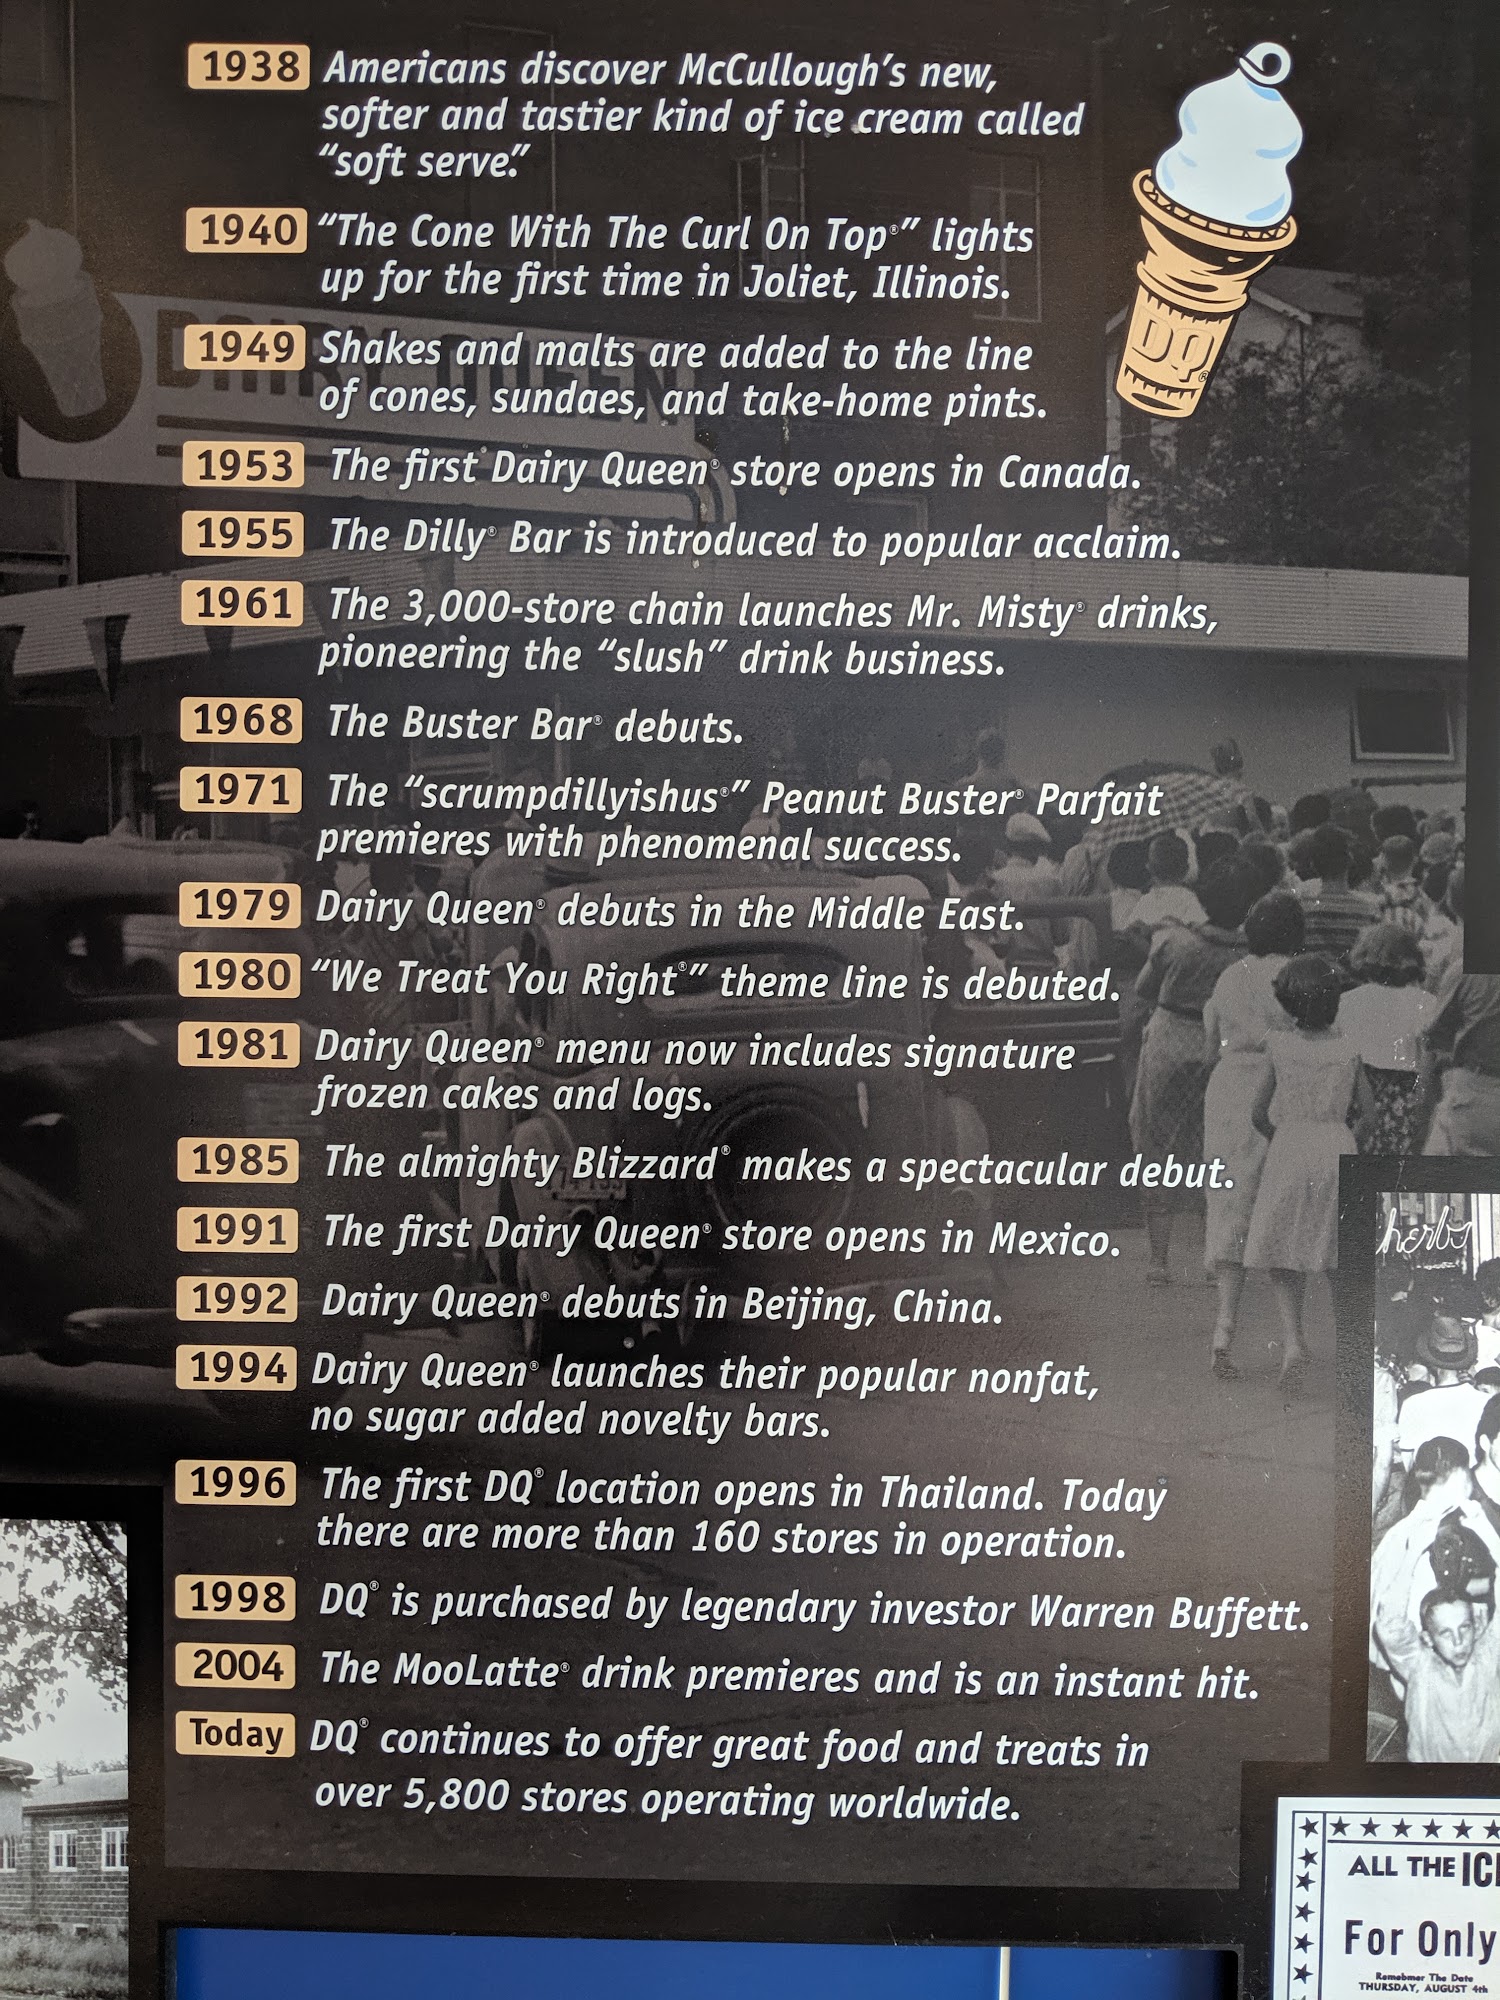 1938 Americans discover McCullough's new,
softer and tastier kind of ice cream called
"soft serve."
1940 "The Cone With The Curl On Top®" lights
up for the first time in Joliet, Illinois.
1949 Shakes and malts are added to the line
of cones, sundaes, and take-home pints.
DQ®
DAIRY QUEEN
1953 The first Dairy Queen® store opens in Canada.
1955 The Dilly® Bar is introduced to popular acclaim.
1961 The 3,000-store chain launches Mr. Misty® drinks,
pioneering the "slush" drink business.
1968 The Buster Bar® debuts.
1971 The "scrumpdillyishus®" Peanut Buster® Parfait
premieres with phenomenal success.
1979 Dairy Queen® debuts in the Middle East.
1980 "We Treat You Right®" theme line is debuted.
1981 Dairy Queen® menu now includes signature
frozen cakes and logs.
1985 The almighty Blizzard® makes a spectacular debut.
1991 The first Dairy Queen® store opens in Mexico.
1992 Dairy Queen® debuts in Beijing, China.
1994 Dairy Queen® launches their popular nonfat,
no sugar added novelty bars.
1996 The first DQ® location opens in Thailand. Today
there are more than 160 stores in operation.
1998 DQ® is purchased by legendary investor Warren Buffett.
2004 The MooLatte® drink premieres and is an instant hit.
Today DQ® continues to offer great food and treats in
over 5,800 stores operating worldwide.
herbs
ALL THE
For Only
Remebmer The Date
THURSDAY, AUGUST 4th